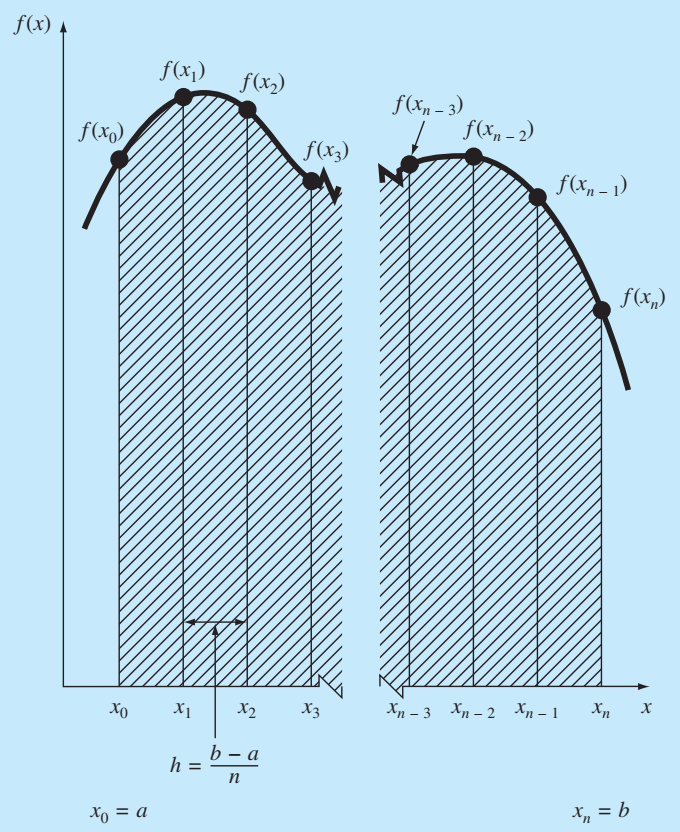 f(x)
f(x₀)
f(x₁)
f(x₂)
f(x₃)
f(xₙ ₋ ₃)
f(xₙ ₋ ₂)
f(xₙ ₋ ₁)
f(xₙ)
x₀ x₁ x₂ x₃ xₙ ₋ ₃ xₙ ₋ ₂ xₙ ₋ ₁ xₙ x
h = (b − a)/n
x₀ = a xₙ = b